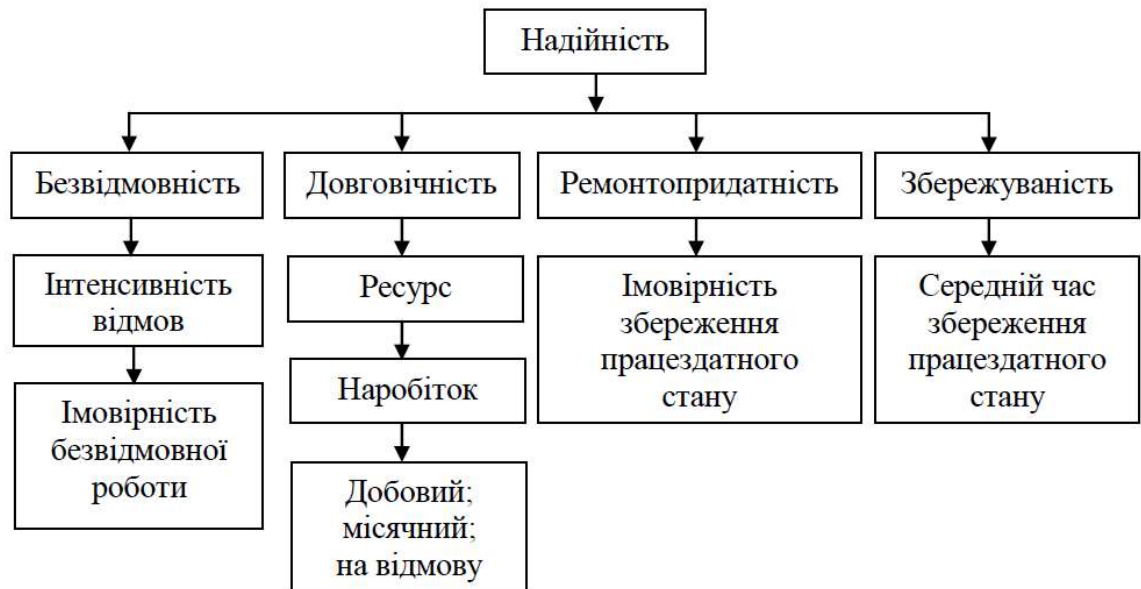 Надійність
Безвідмовність
Довговічність
Ремонтопридатність
Збережуваність
Інтенсивність
відмов
Ресурс
Імовірність
збереження
працездатного
стану
Середній час
збереження
працездатного
стану
Імовірність
безвідмовної
роботи
Наробіток
Добовий;
місячний;
на відмову